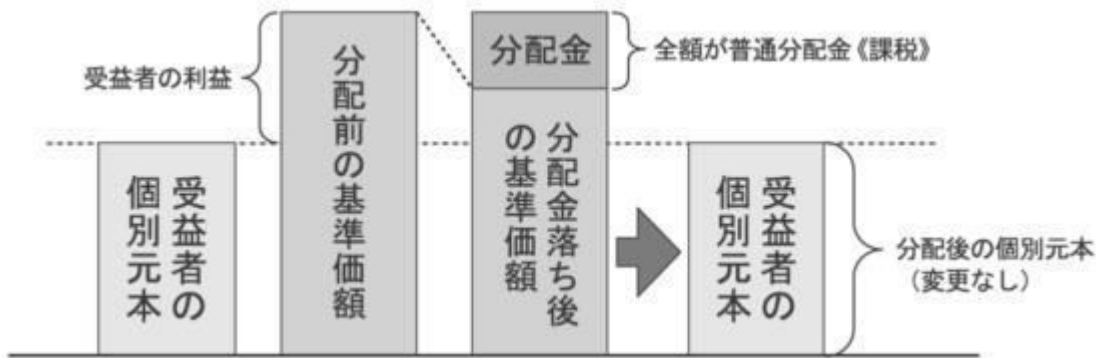 受益者の利益
受益者の
個別元本
分配前の基準価額
分配金
全額が普通分配金《課税》
分配金落ち後
の基準価額
受益者の
個別元本
分配後の個別元本
（変更なし）